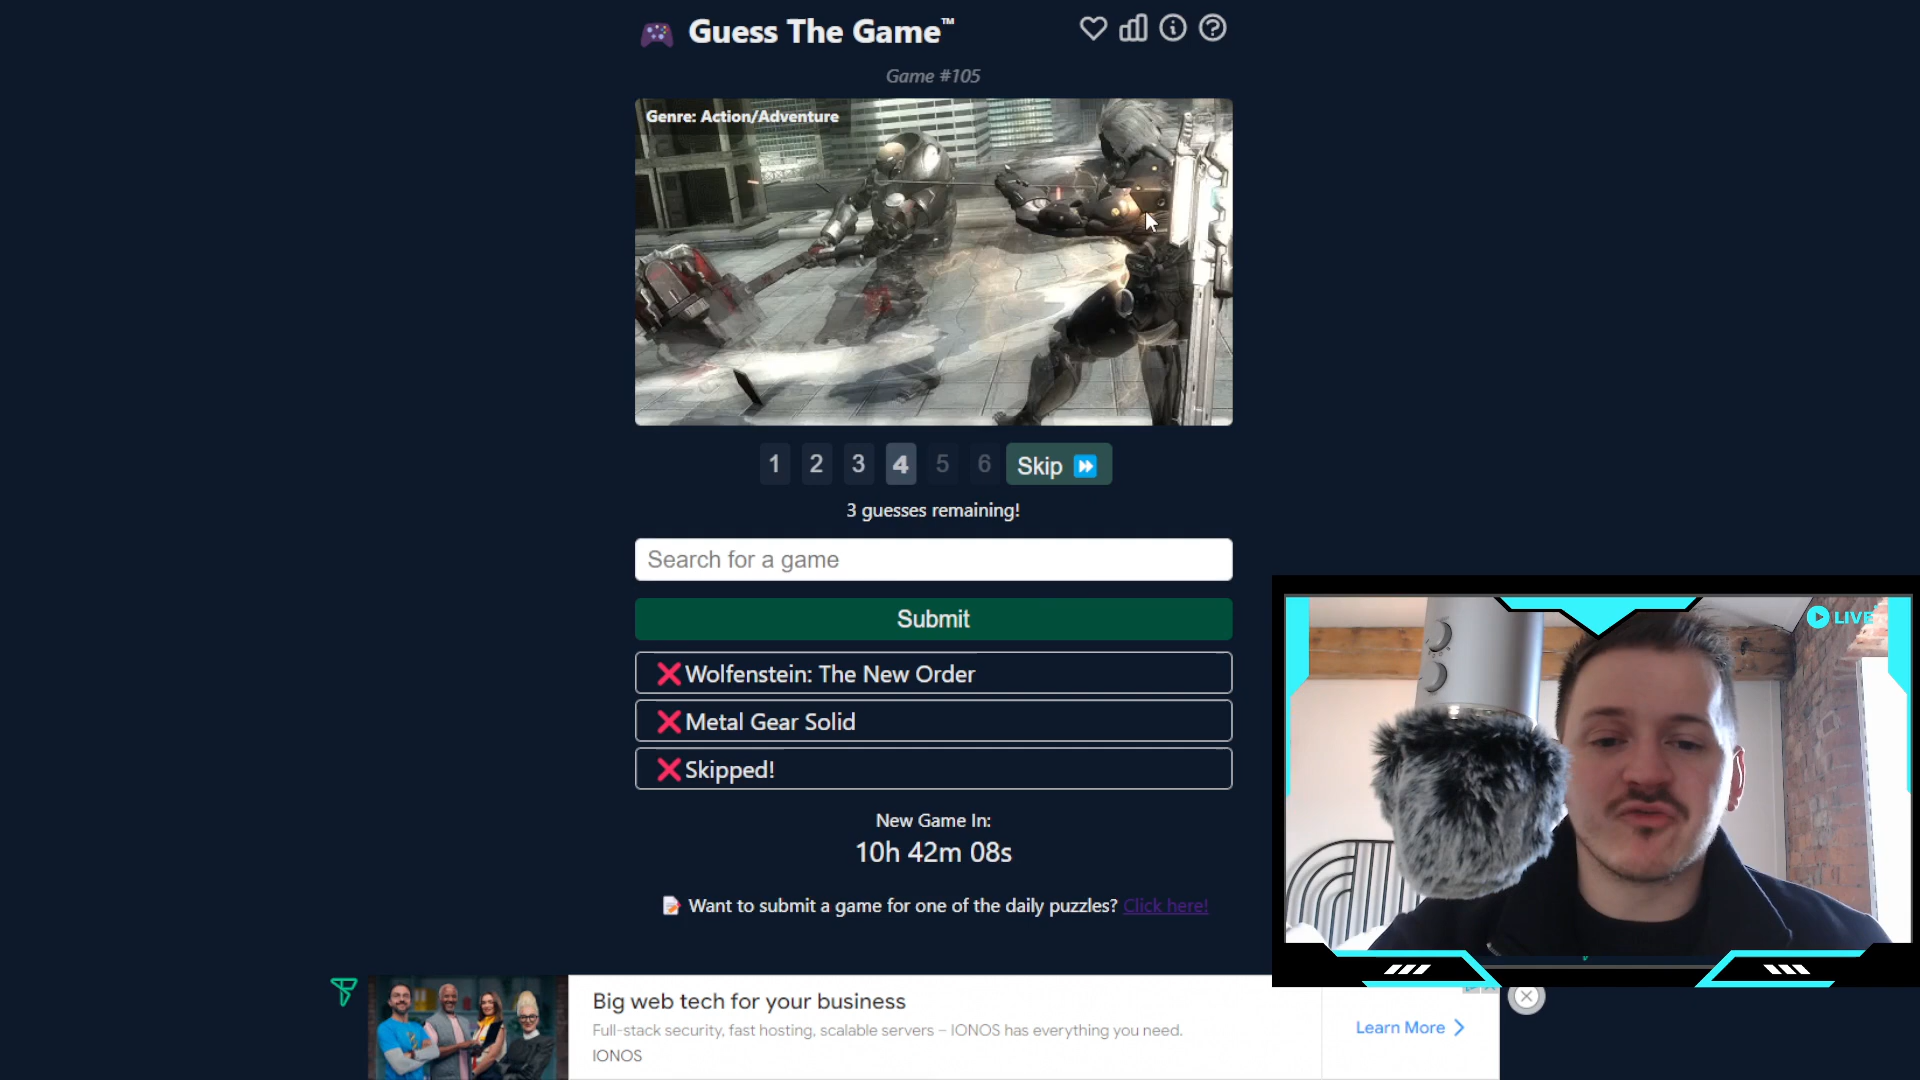 Guess The Game™
Game #105
Genre: Action/Adventure
1 2 3 4 5 6 Skip
3 guesses remaining!
Search for a game
Submit
Wolfenstein: The New Order
Metal Gear Solid
Skipped!
New Game In:
10h 42m 08s
Want to submit a game for one of the daily puzzles? Click here!
LIVE
Big web tech for your business
Full-stack security, fast hosting, scalable servers – IONOS has everything you need.
IONOS
Learn More